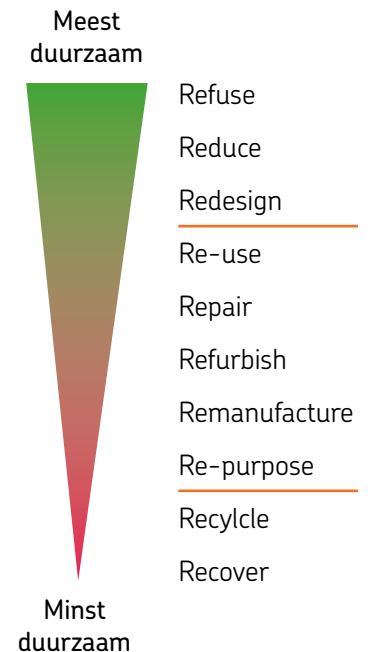 Meest
duurzaam
Refuse
Reduce
Redesign
Re-use
Repair
Refurbish
Remanufacture
Re-purpose
Recylcle
Recover
Minst
duurzaam